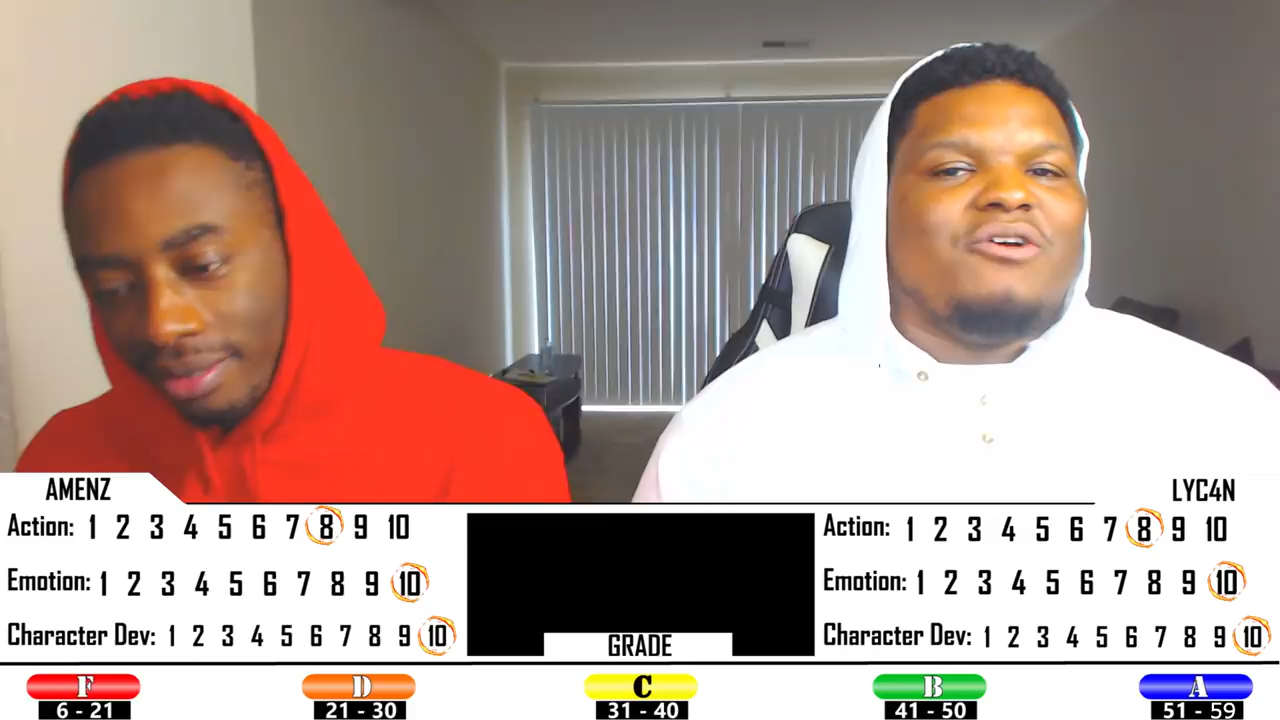 AMENZ
LYC4N
Action: 1 2 3 4 5 6 7 8 9 10
Emotion: 1 2 3 4 5 6 7 8 9 10
Character Dev: 1 2 3 4 5 6 7 8 9 10
GRADE
Action: 1 2 3 4 5 6 7 8 9 10
Emotion: 1 2 3 4 5 6 7 8 9 10
Character Dev: 1 2 3 4 5 6 7 8 9 10
F
6 - 21
D
21 - 30
C
31 - 40
B
41 - 50
A
51 - 59